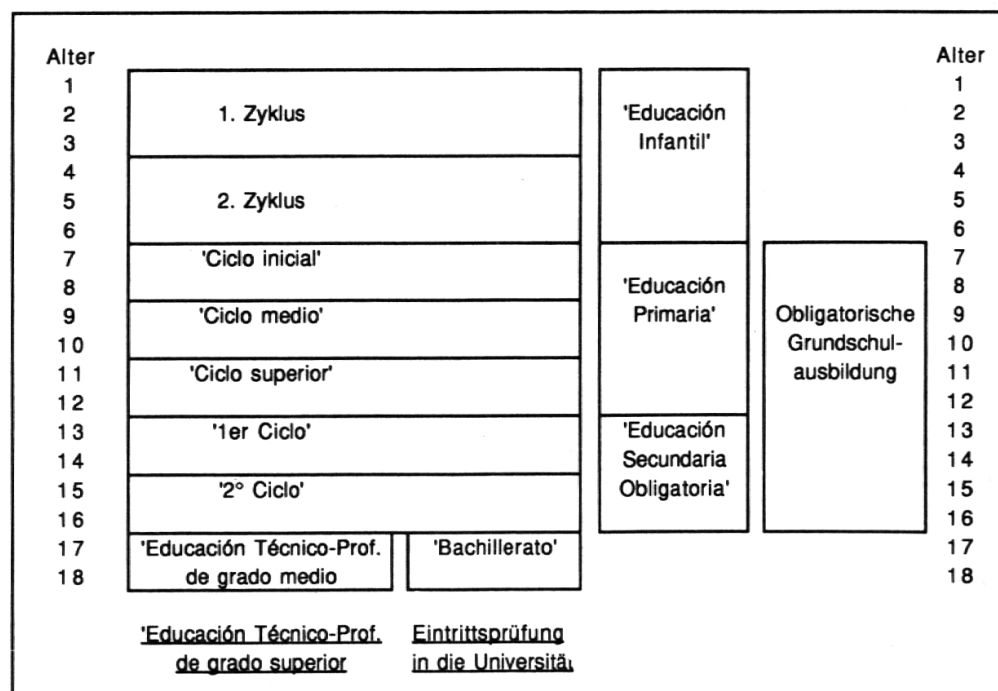 Alter Alter
1 1
2 1. Zyklus 'Educación 2
3 Infantil' 3
4 4
5 2. Zyklus 5
6 6
7 'Ciclo inicial' 7
8 'Educación 8
9 'Ciclo medio' Primaria' Obligatorische 9
10 Grundschul- 10
11 'Ciclo superior' ausbildung 11
12 12
13 '1er Ciclo' 'Educación 13
14 Secundaria 14
15 '2° Ciclo' Obligatoria' 15
16 16
17 'Educación Técnico-Prof. 'Bachillerato' 17
18 de grado medio 18
'Educación Técnico-Prof. Eintrittsprüfung
de grado superior in die Universitä